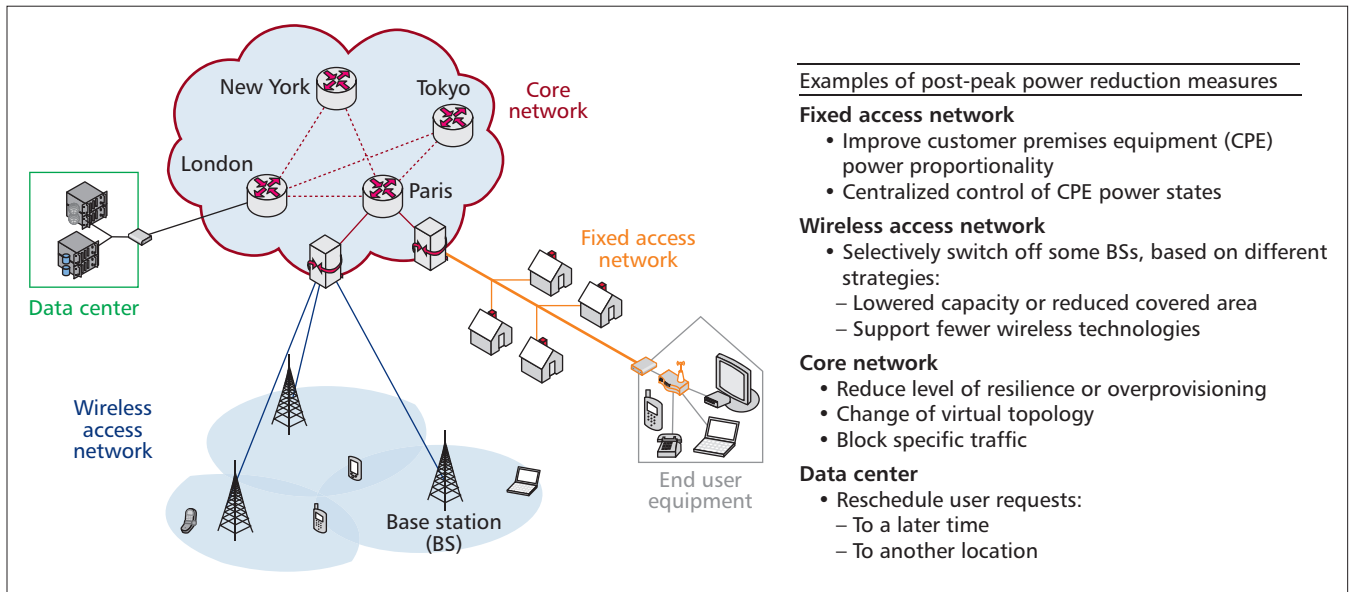 New York
Tokyo
Core
network
London
Paris
Data center
Fixed access
network
Wireless
access
network
Base station
(BS)
End user
equipment
Examples of post-peak power reduction measures
Fixed access network
• Improve customer premises equipment (CPE)
power proportionality
• Centralized control of CPE power states
Wireless access network
• Selectively switch off some BSs, based on different
strategies:
– Lowered capacity or reduced covered area
– Support fewer wireless technologies
Core network
• Reduce level of resilience or overprovisioning
• Change of virtual topology
• Block specific traffic
Data center
• Reschedule user requests:
– To a later time
– To another location